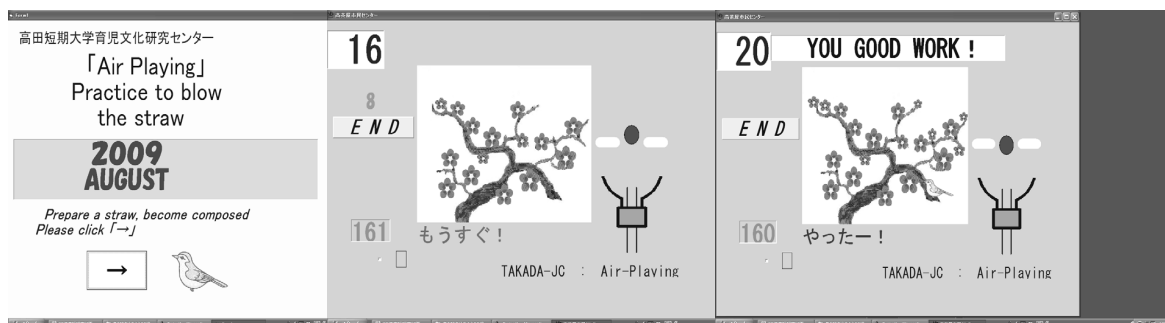 高田短期大学育児文化研究センター
「Air Playing」
Practice to blow
the straw
2009
AUGUST
Prepare a straw, become composed
Please click「→」
→
16
8
END
161
もうすぐ！
TAKADA-JC : Air-Playing
20
YOU GOOD WORK！
END
160
やったー！
TAKADA-JC : Air-Playing